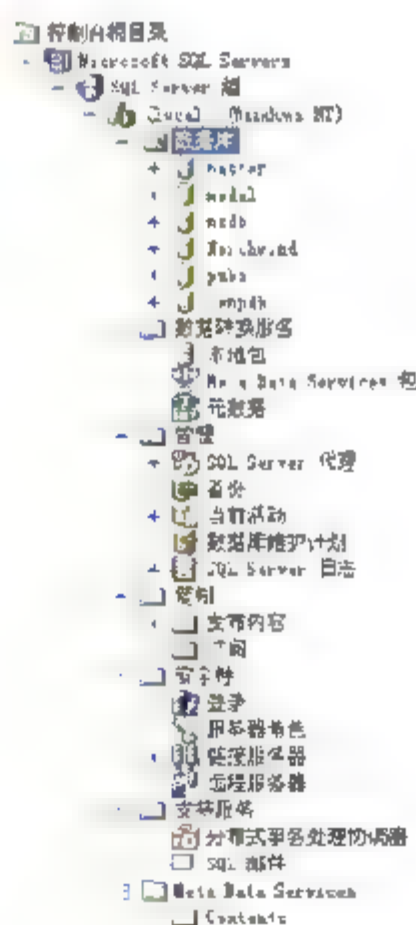 控制台根目录
Microsoft SQL Servers
SQL Server 组
(local) (Windows NT)
数据库
master
model
msdb
Northwind
pubs
tempdb
数据转换服务
本地包
Meta Data Services 包
元数据
管理
SQL Server 代理
备份
当前活动
数据库维护计划
SQL Server 日志
复制
发布内容
订阅
安全性
登录
服务器角色
链接服务器
远程服务器
支持服务
分布式事务处理协调器
SQL 邮件
Meta Data Services
Contents